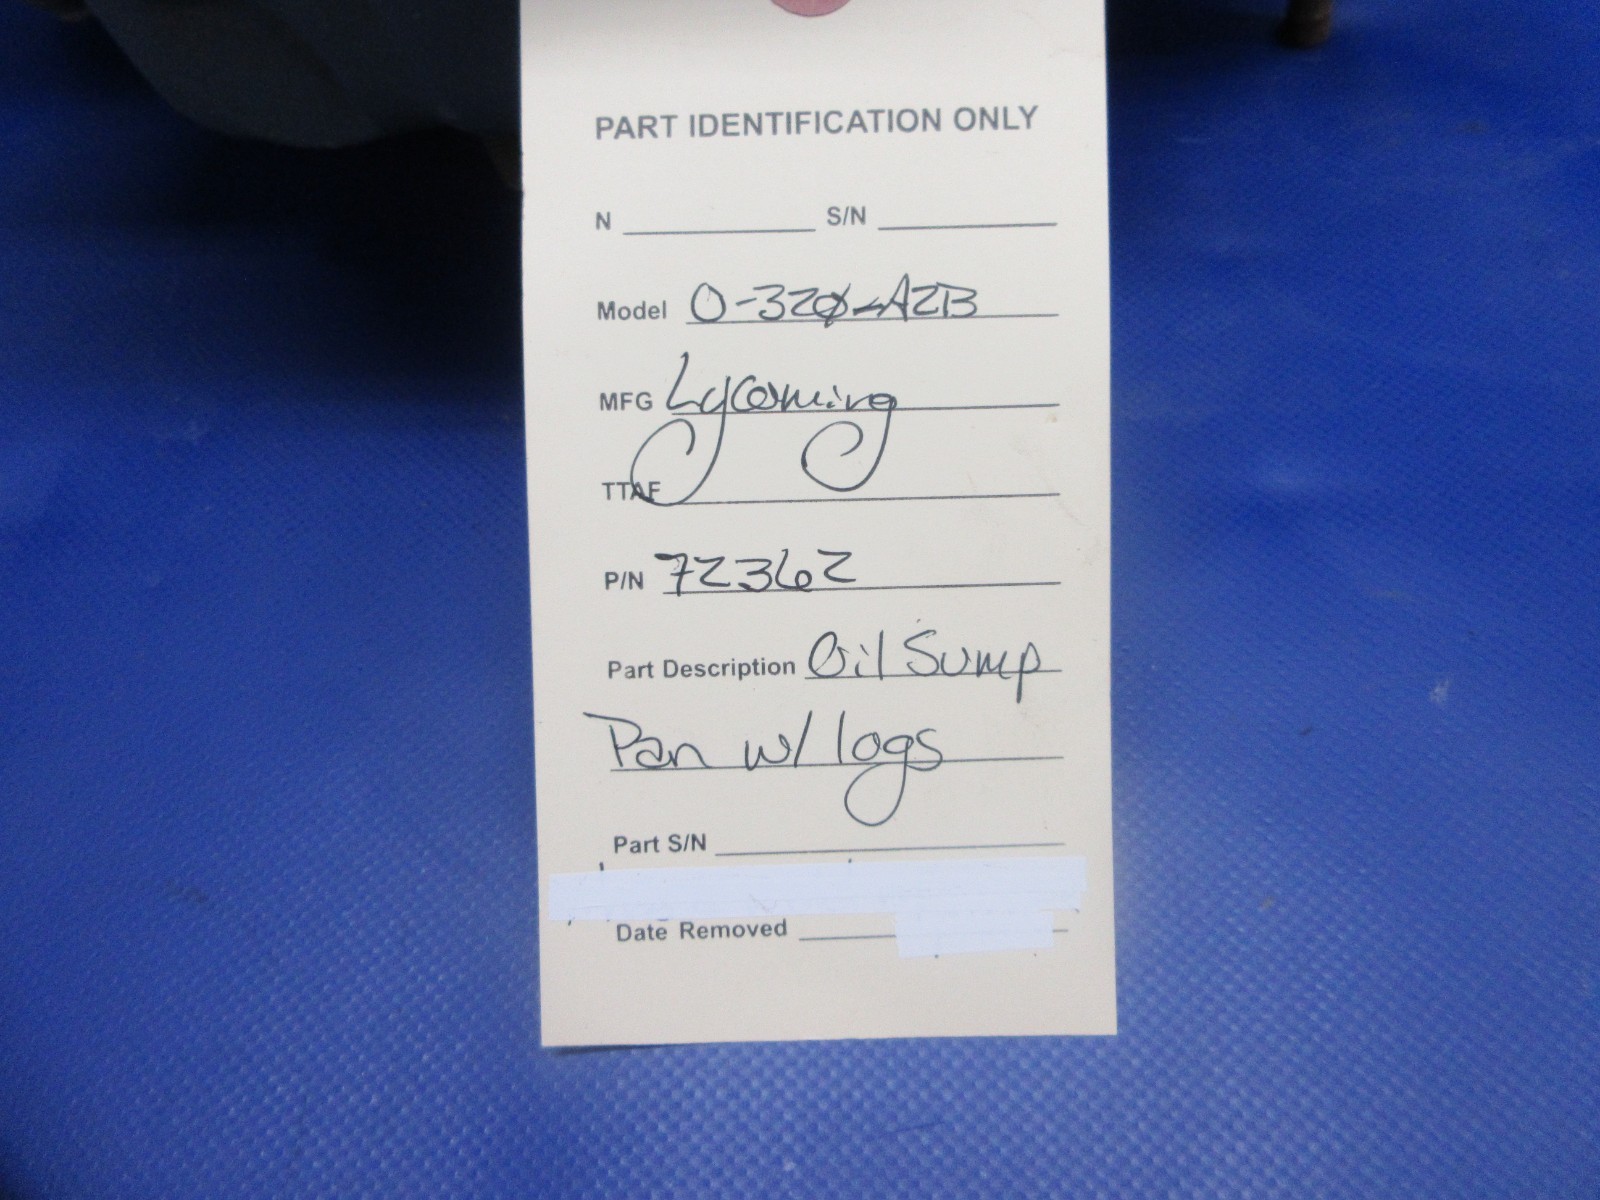 PART IDENTIFICATION ONLY
N S/N
Model O-320-A2B
MFG Lycoming
TTAF
P/N 72362
Part Description Oil Sump
Pan w/ logs
Part S/N
Date Removed